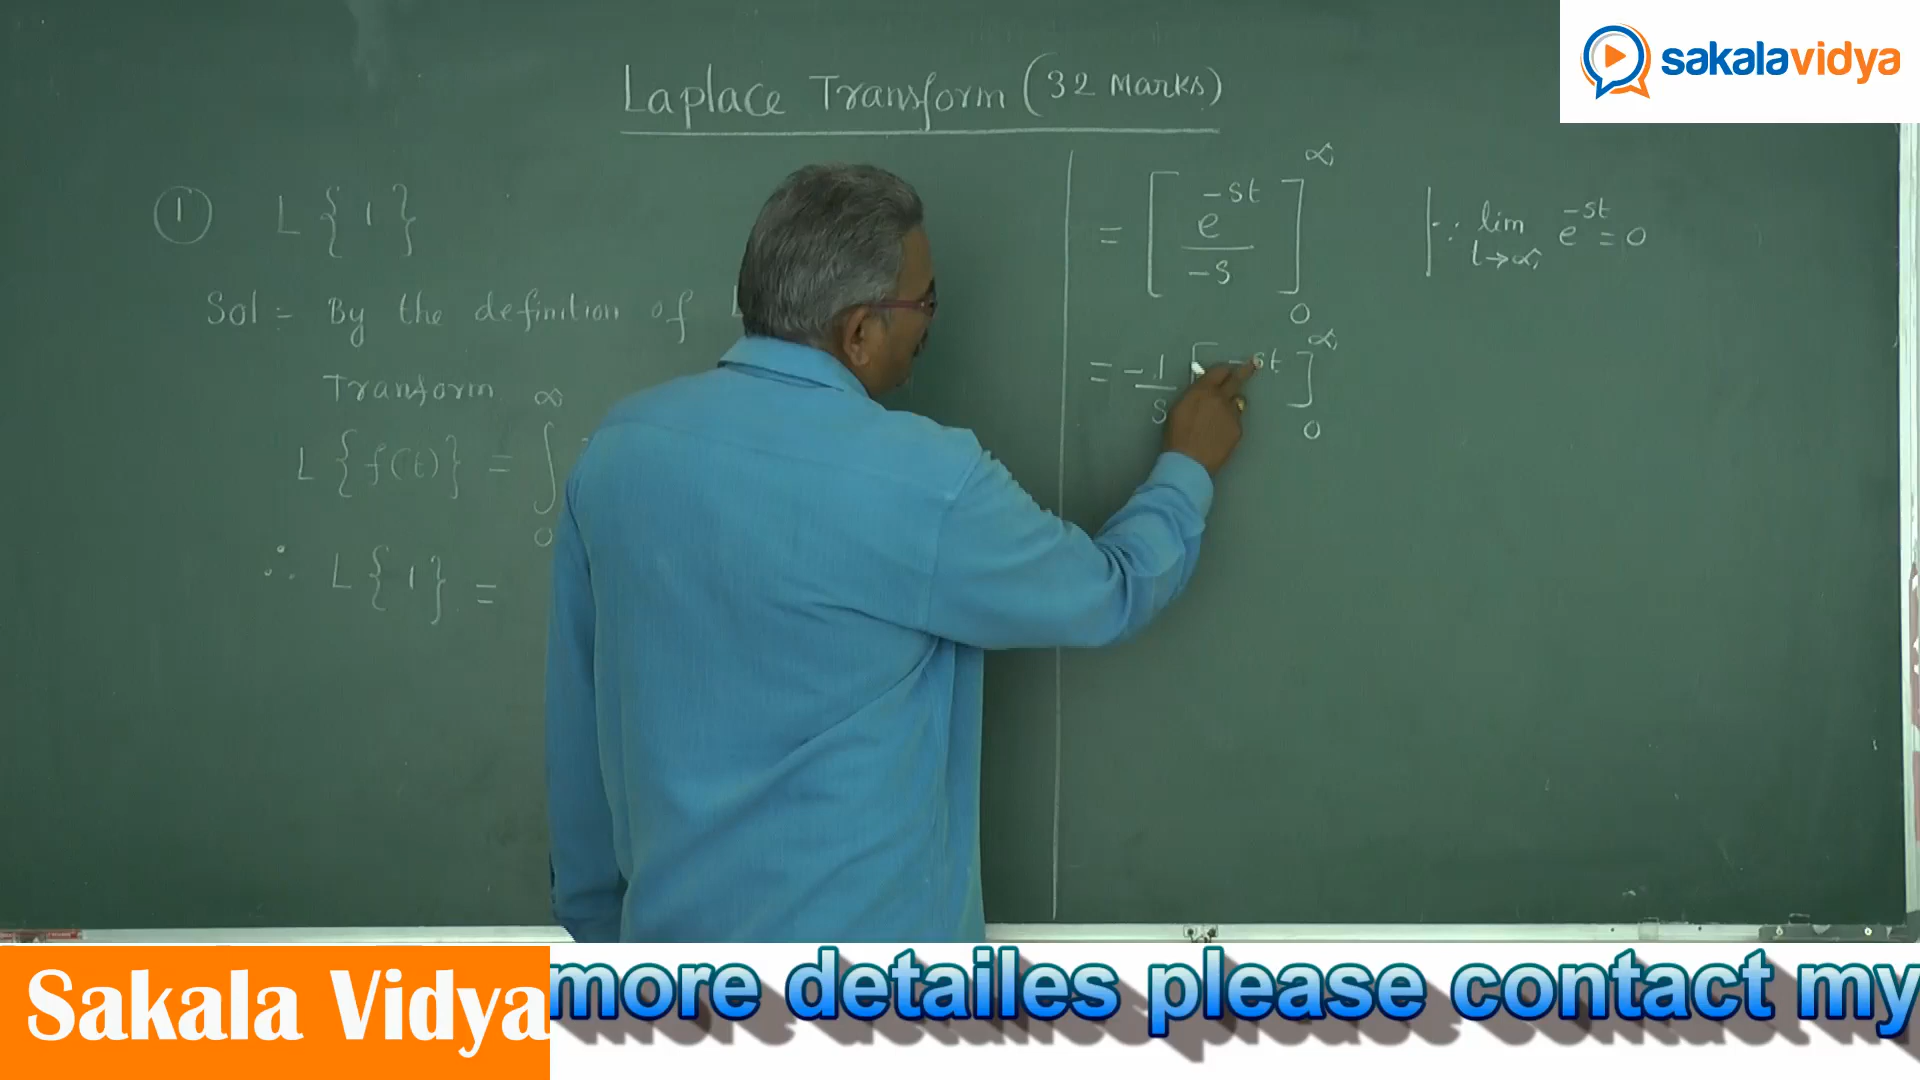 sakalavidya
Laplace Transform (32 Marks)
① L{1}
Sol = By the definition of
Transform
L{f(t)} = ∫₀^∞
∴ L{1} =
= [e^{-st}/-s]₀^∞ | ∵ lim t→∞ e^{-st} = 0
= -1/s [ -st ]₀^∞
Sakala Vidya
more detailes please contact my